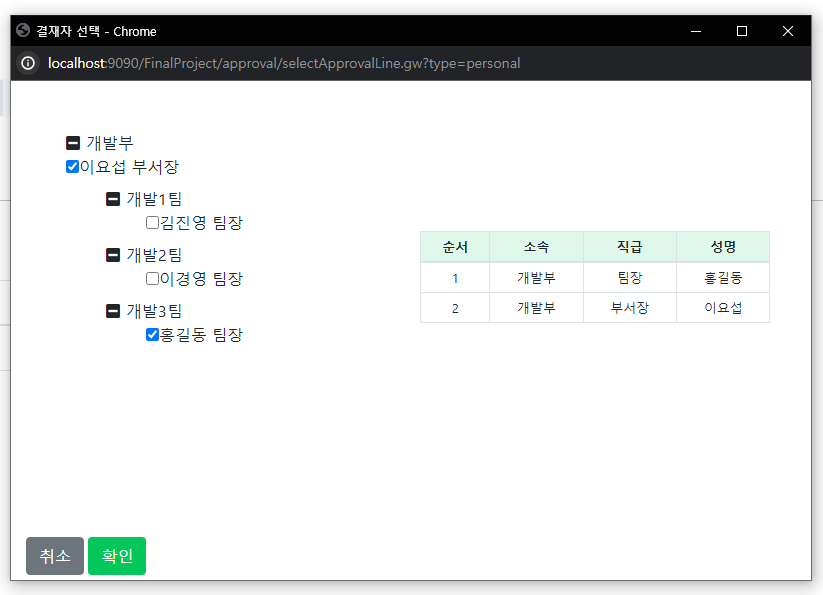 결재자 선택 - Chrome
localhost:9090/FinalProject/approval/selectApprovalLine.gw?type=personal
개발부
이요섭 부서장
개발1팀
김진영 팀장
개발2팀
이경영 팀장
개발3팀
홍길동 팀장
순서 소속 직급 성명
1 개발부 팀장 홍길동
2 개발부 부서장 이요섭
취소 확인